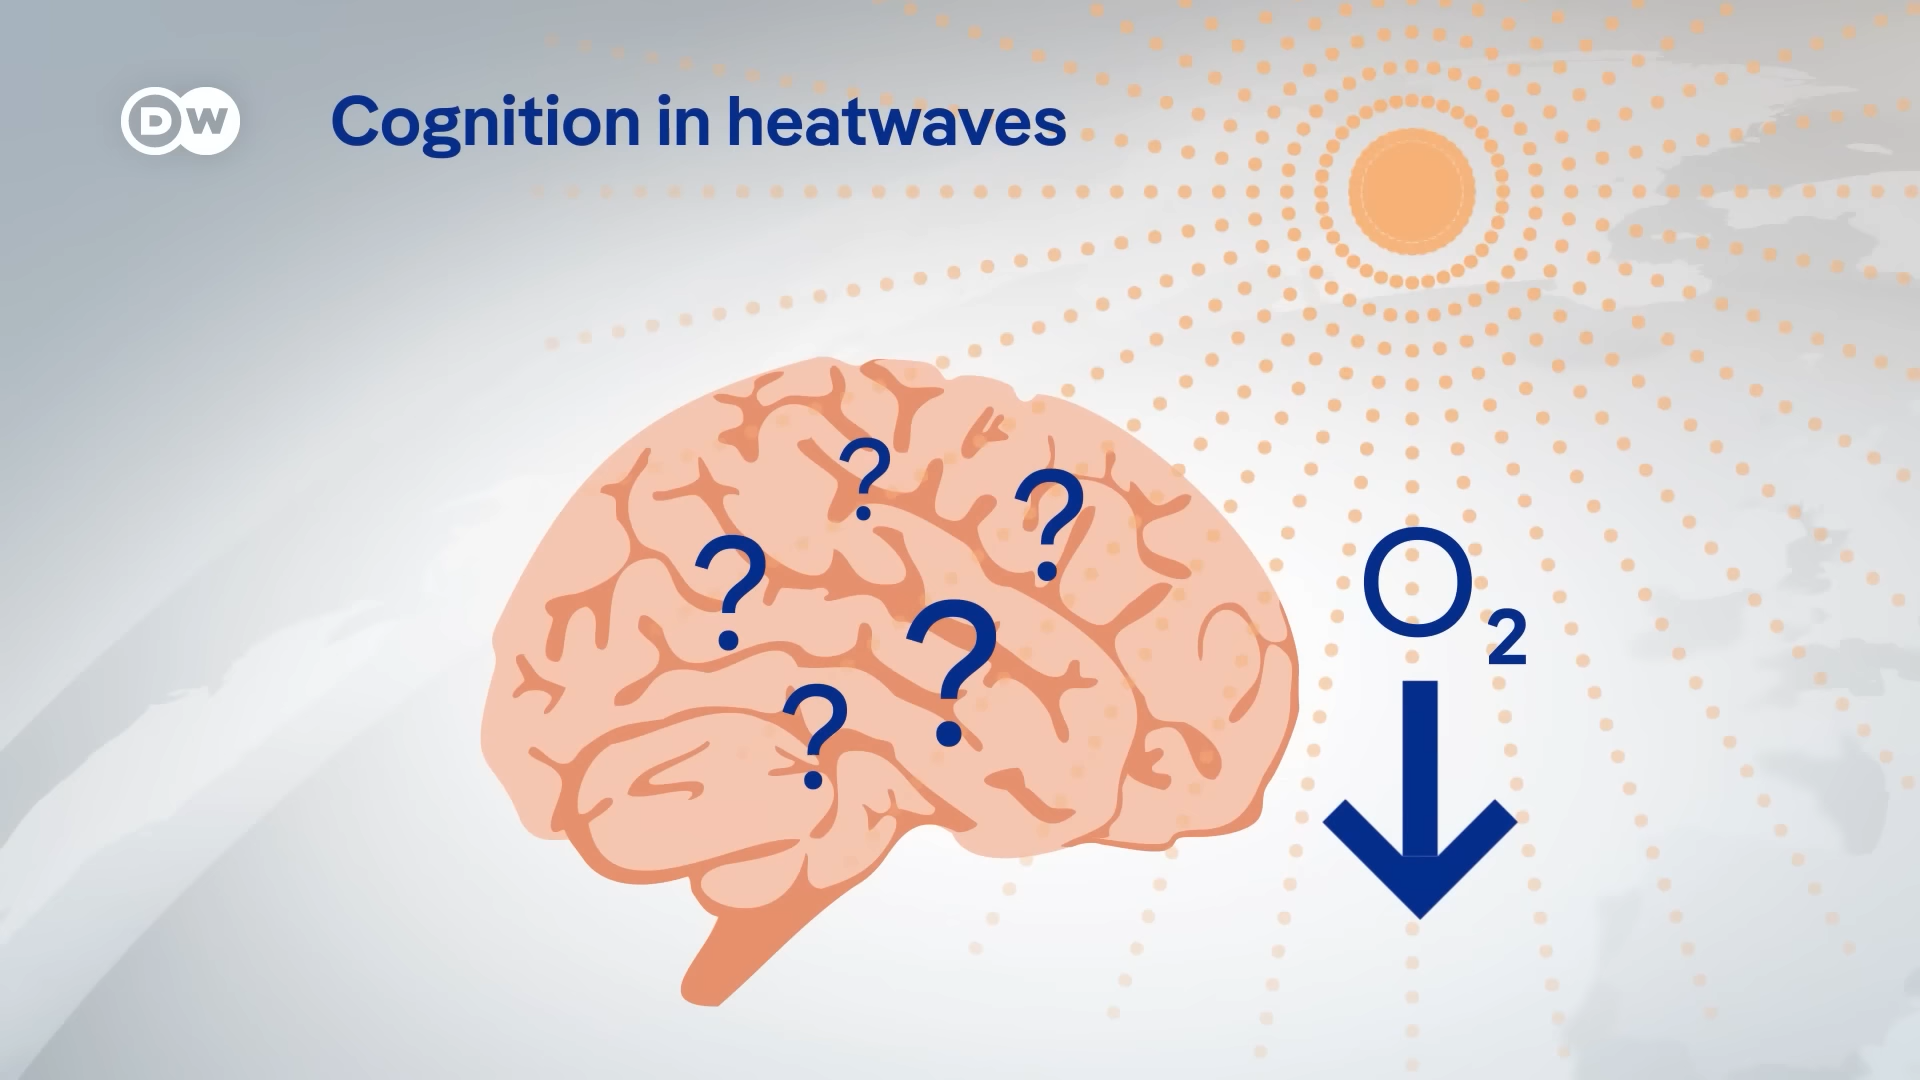 DW
Cognition in heatwaves
?
?
?
?
?
O₂